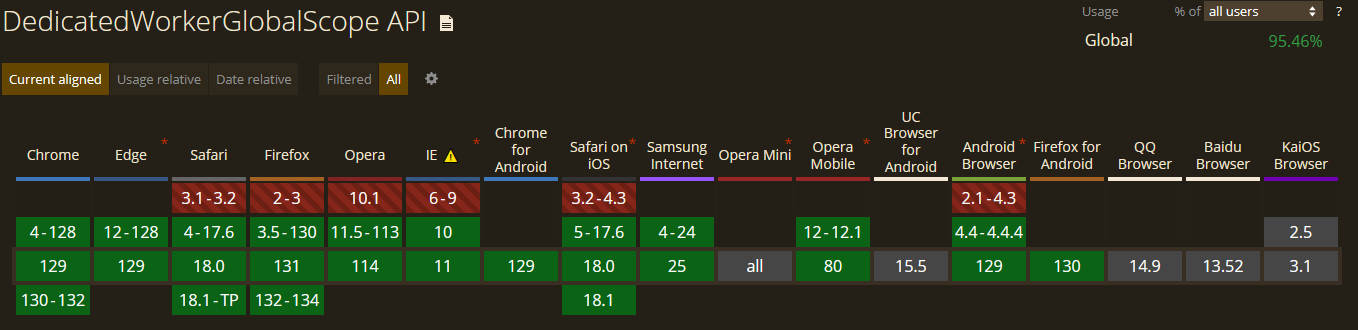 DedicatedWorkerGlobalScope API
Usage % of all users ?
Global 95.46%
Current aligned Usage relative Date relative Filtered All
Chrome Edge * Safari Firefox Opera IE * Chrome for Android Safari on iOS * Samsung Internet Opera Mini * Opera Mobile * UC Browser for Android Android Browser * Firefox for Android QQ Browser Baidu Browser KaiOS Browser
3.1-3.2 2-3 10.1 6-9 3.2-4.3 2.1-4.3
4-128 12-128 4-17.6 3.5-130 11.5-113 10 5-17.6 4-24 12-12.1 4.4-4.4.4 2.5
129 129 18.0 131 114 11 129 18.0 25 all 80 15.5 129 130 14.9 13.52 3.1
130-132 18.1-TP 132-134 18.1